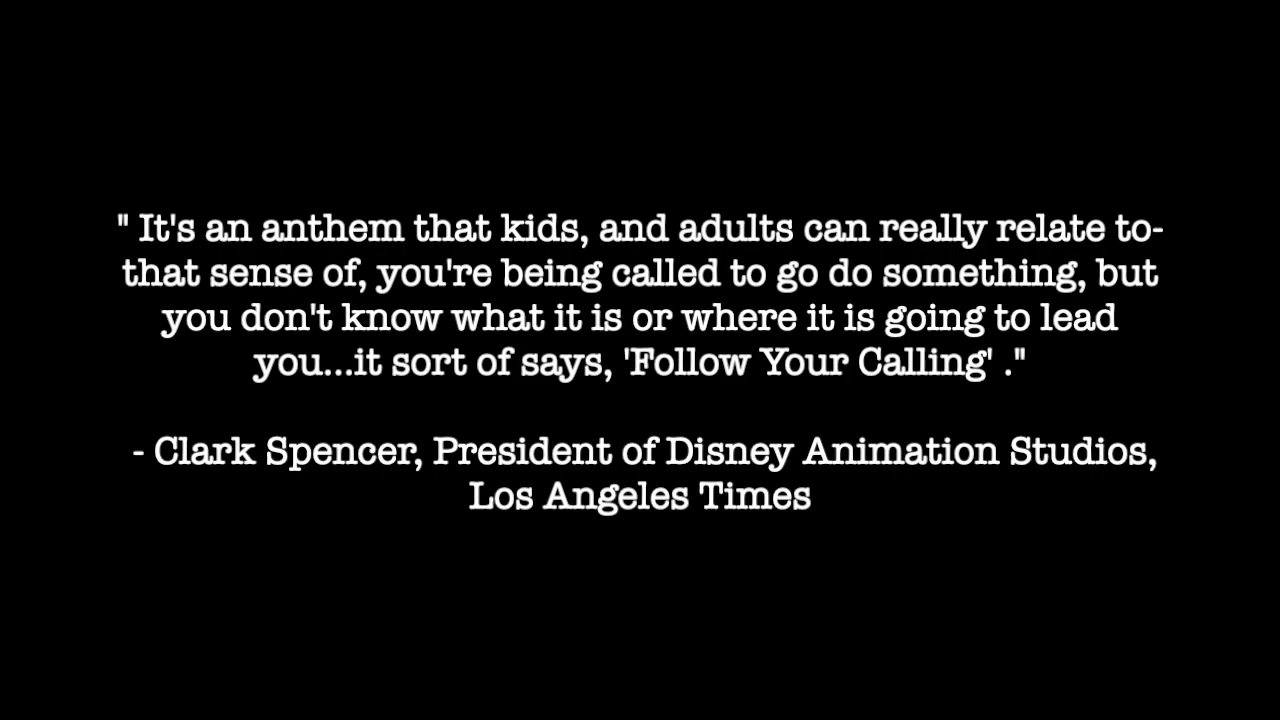 " It's an anthem that kids, and adults can really relate to-
that sense of, you're being called to go do something, but
you don't know what it is or where it is going to lead
you...it sort of says, 'Follow Your Calling' ."
- Clark Spencer, President of Disney Animation Studios,
Los Angeles Times